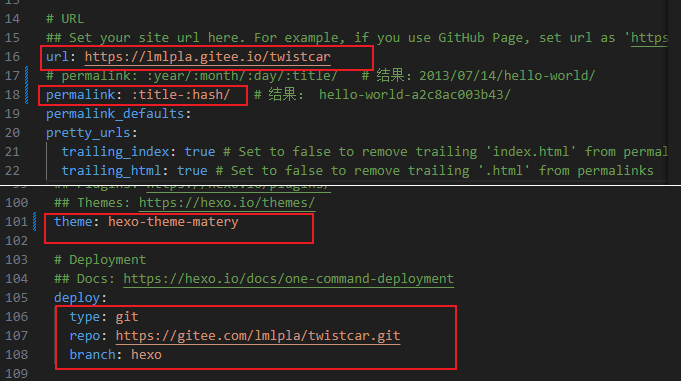 14 # URL
15 ## Set your site url here. For example, if you use GitHub Page, set url as 'https
16 url: https://lmlpla.gitee.io/twistcar
17 # permalink: :year/:month/:day/:title/ # 结果：2013/07/14/hello-world/
18 permalink: :title-:hash/ # 结果： hello-world-a2c8ac003b43/
19 permalink_defaults:
20 pretty_urls:
21 trailing_index: true # Set to false to remove trailing 'index.html' from permal
22 trailing_html: true # Set to false to remove trailing '.html' from permalinks
## Plugins: https://hexo.io/plugins/
100 ## Themes: https://hexo.io/themes/
101 theme: hexo-theme-matery
102
103 # Deployment
104 ## Docs: https://hexo.io/docs/one-command-deployment
105 deploy:
106 type: git
107 repo: https://gitee.com/lmlpla/twistcar.git
108 branch: hexo
109